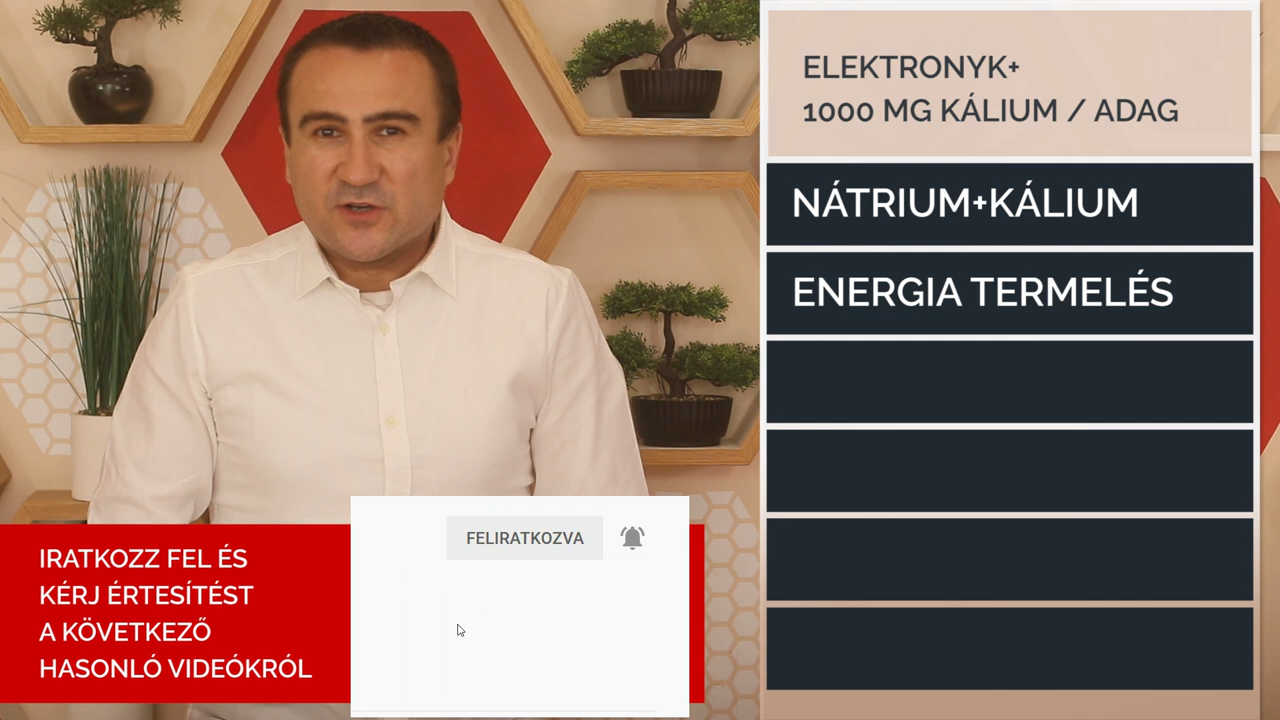 ELEKTRONYK+
1000 MG KÁLIUM / ADAG
NÁTRIUM+KÁLIUM
ENERGIA TERMELÉS
IRATKOZZ FEL ÉS
KÉRJ ÉRTESÍTÉST
A KÖVETKEZŐ
HASONLÓ VIDEÓKRÓL
FELIRATKOZVA